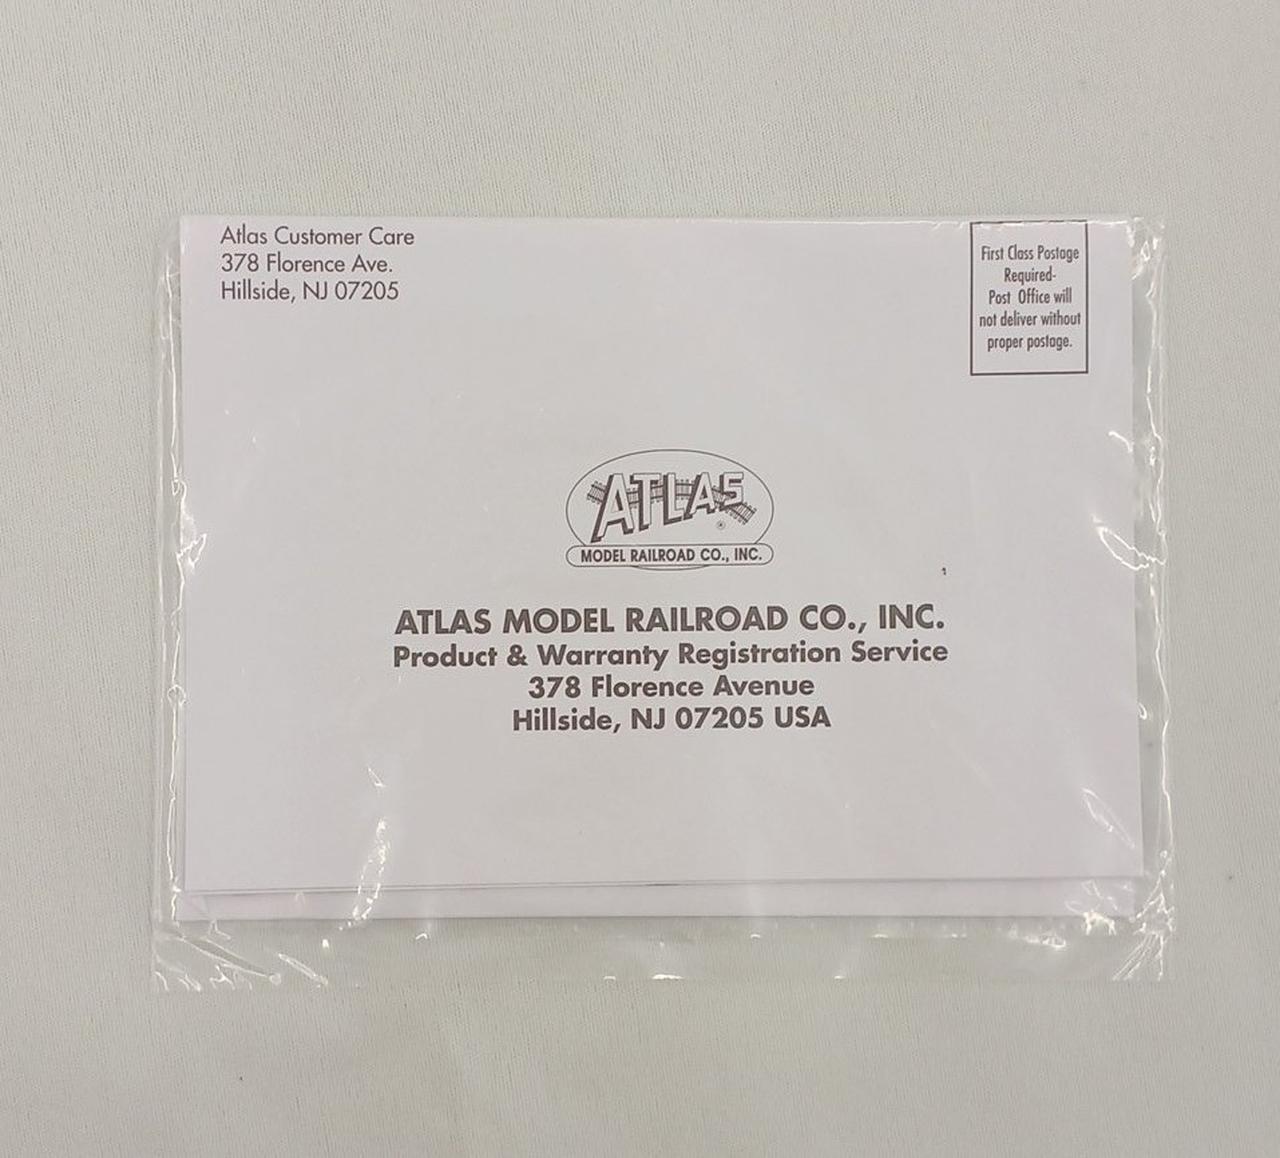 Atlas Customer Care
378 Florence Ave.
Hillside, NJ 07205
First Class Postage
Required-
Post Office will
not deliver without
proper postage.
ATLAS
®
MODEL RAILROAD CO., INC.
ATLAS MODEL RAILROAD CO., INC.
Product & Warranty Registration Service
378 Florence Avenue
Hillside, NJ 07205 USA